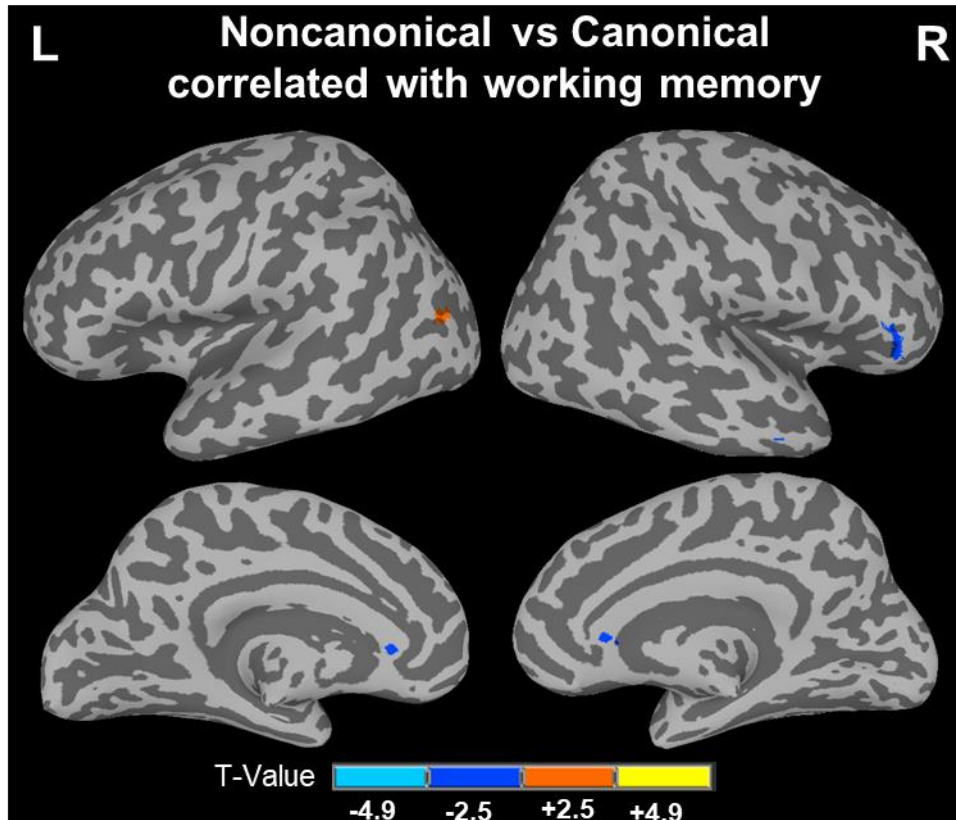 L Noncanonical vs Canonical R
correlated with working memory
T-Value
-4.9 -2.5 +2.5 +4.9